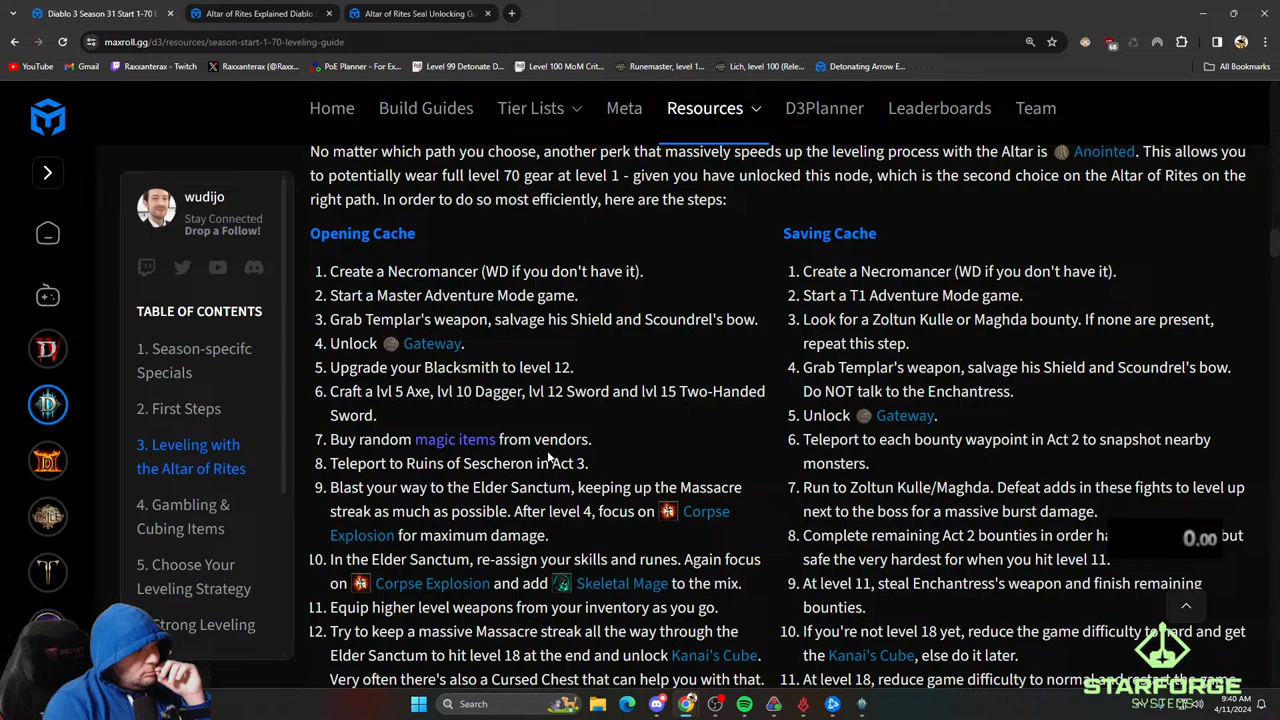 Diablo 3 Season 31 Start 1-70 L
Altar of Rites Explained Diablo
Altar of Rites Seal Unlocking Gu
maxroll.gg/d3/resources/season-start-1-70-leveling-guide
YouTube
Gmail
Raxxanterax - Twitch
Raxxanterax (@Raxx...
PoE Planner - For Ex...
Level 99 Detonate D...
Level 100 MoM Crit...
Runemaster, level 1...
Lich, level 100 (Rele...
Detonating Arrow E...
All Bookmarks
Home
Build Guides
Tier Lists
Meta
Resources
D3Planner
Leaderboards
Team
No matter which path you choose, another perk that massively speeds up the leveling process with the Altar is Anointed. This allows you
to potentially wear full level 70 gear at level 1 - given you have unlocked this node, which is the second choice on the Altar of Rites on the
right path. In order to do so most efficiently, here are the steps:
wudijo
Stay Connected
Drop a Follow!
TABLE OF CONTENTS
1. Season-specifc
Specials
2. First Steps
3. Leveling with
the Altar of Rites
4. Gambling &
Cubing Items
5. Choose Your
Leveling Strategy
Strong Leveling
Opening Cache
1. Create a Necromancer (WD if you don't have it).
2. Start a Master Adventure Mode game.
3. Grab Templar's weapon, salvage his Shield and Scoundrel's bow.
4. Unlock Gateway.
5. Upgrade your Blacksmith to level 12.
6. Craft a lvl 5 Axe, lvl 10 Dagger, lvl 12 Sword and lvl 15 Two-Handed
Sword.
7. Buy random magic items from vendors.
8. Teleport to Ruins of Sescheron in Act 3.
9. Blast your way to the Elder Sanctum, keeping up the Massacre
streak as much as possible. After level 4, focus on Corpse
Explosion for maximum damage.
10. In the Elder Sanctum, re-assign your skills and runes. Again focus
on Corpse Explosion and add Skeletal Mage to the mix.
11. Equip higher level weapons from your inventory as you go.
12. Try to keep a massive Massacre streak all the way through the
Elder Sanctum to hit level 18 at the end and unlock Kanai's Cube.
Very often there's also a Cursed Chest that can help you with that.
Saving Cache
1. Create a Necromancer (WD if you don't have it).
2. Start a T1 Adventure Mode game.
3. Look for a Zoltun Kulle or Maghda bounty. If none are present,
repeat this step.
4. Grab Templar's weapon, salvage his Shield and Scoundrel's bow.
Do NOT talk to the Enchantress.
5. Unlock Gateway.
6. Teleport to each bounty waypoint in Act 2 to snapshot nearby
monsters.
7. Run to Zoltun Kulle/Maghda. Defeat adds in these fights to level up
next to the boss for a massive burst damage.
8. Complete remaining Act 2 bounties in order but
safe the very hardest for when you hit level 11.
9. At level 11, steal Enchantress's weapon and finish remaining
bounties.
10. If you're not level 18 yet, reduce the game difficulty to hard and get
the Kanai's Cube, else do it later.
11. At level 18, reduce game difficulty to normal and restart the game
0.00
STARFORGE
SYSTEMS
Search
9:40 AM
4/11/2024